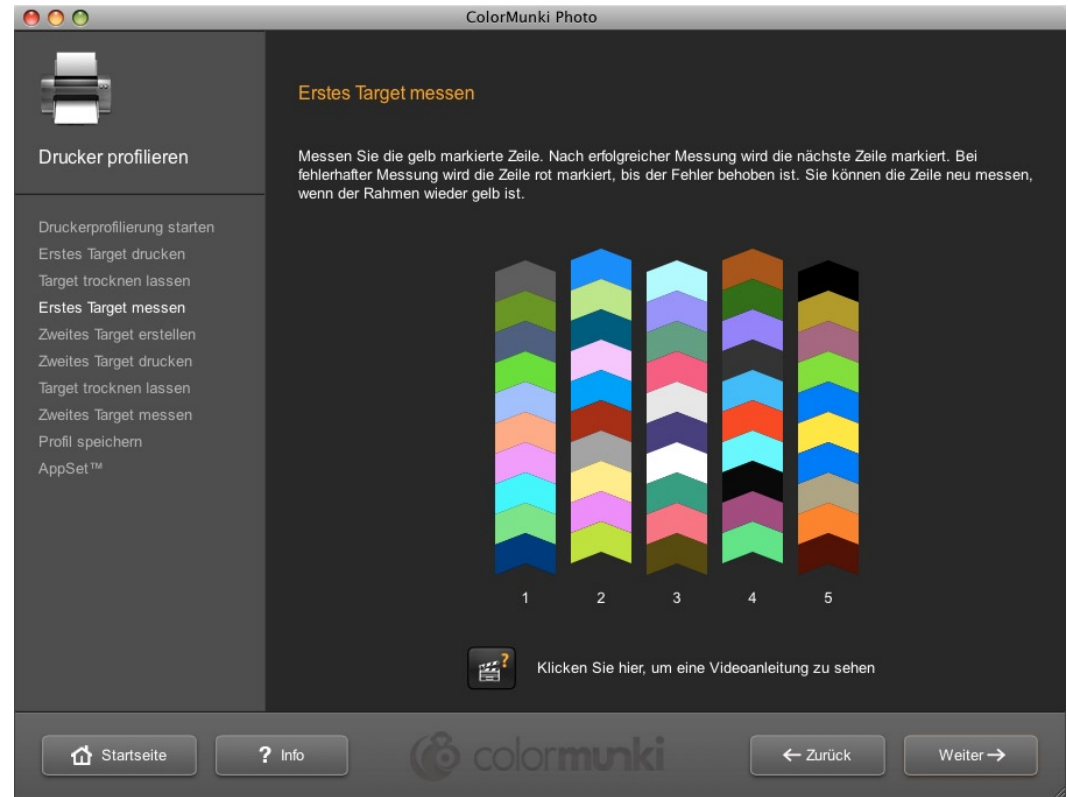 ColorMunki Photo
Drucker profilieren
Druckerprofilierung starten
Erstes Target drucken
Target trocknen lassen
Erstes Target messen
Zweites Target erstellen
Zweites Target drucken
Target trocknen lassen
Zweites Target messen
Profil speichern
AppSet™
Erstes Target messen
Messen Sie die gelb markierte Zeile. Nach erfolgreicher Messung wird die nächste Zeile markiert. Bei
fehlerhafter Messung wird die Zeile rot markiert, bis der Fehler behoben ist. Sie können die Zeile neu messen,
wenn der Rahmen wieder gelb ist.
1 2 3 4 5
?
Klicken Sie hier, um eine Videoanleitung zu sehen
Startseite
? Info
colormunki
← Zurück
Weiter →